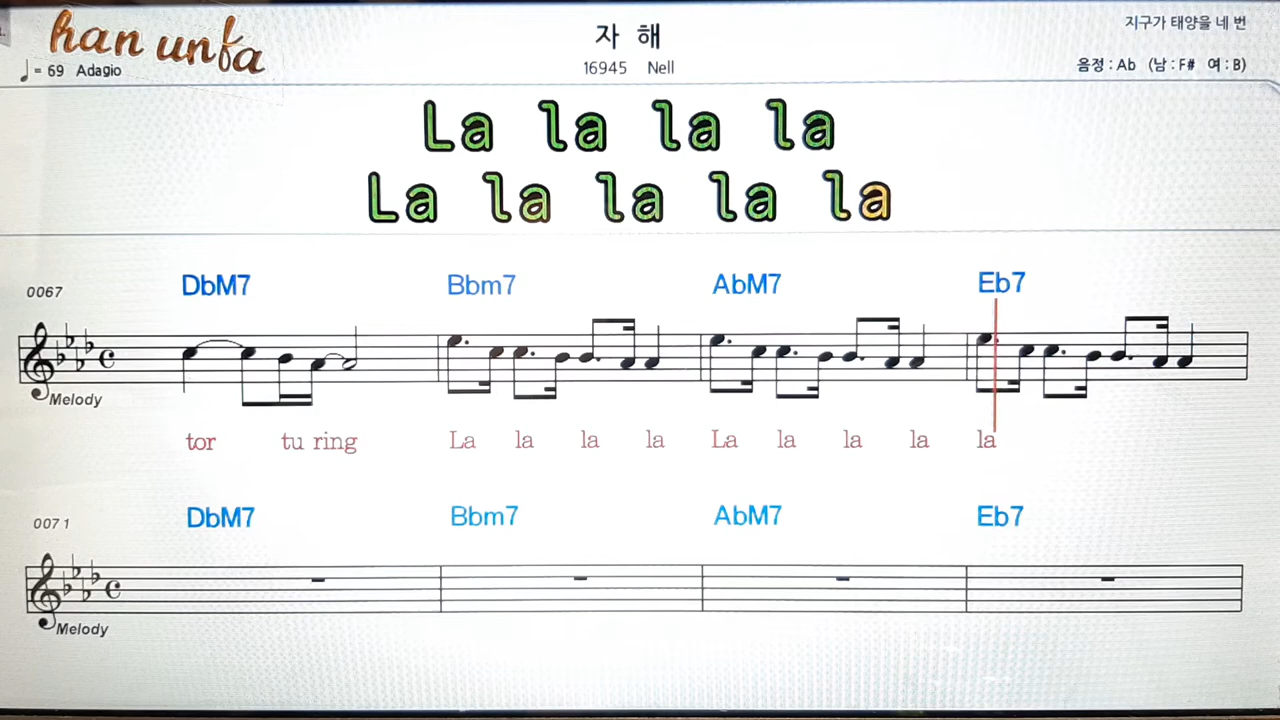 han unfa
자 해
지구가 태양을 네 번
= 69 Adagio
16945 Nell
음정 : Ab (남 : F# 여 : B)
La la la la
La la la la la
DbM7 Bbm7 AbM7 Eb7
0067
Melody
tor tu ring La la la la La la la la la
DbM7 Bbm7 AbM7 Eb7
0071
Melody